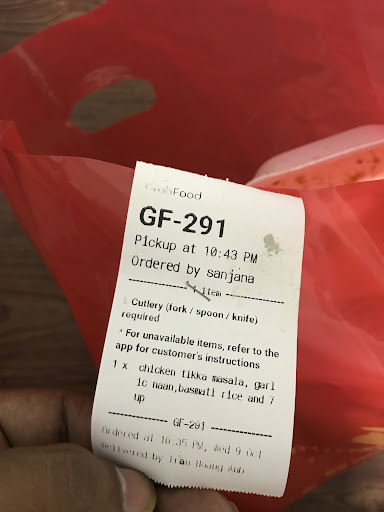 GrabFood
GF-291
Pickup at 10:43 PM
Ordered by sanjana
1 item
Cutlery (fork / spoon / knife)
required
* For unavailable items, refer to the
app for customer's instructions
1 x chicken tikka masala, garl
ic naan,basmati rice and 7
up
GF-291
Ordered at 10:35 PM, Wed 9 Oct
Delivered by Trần Hoang Anh